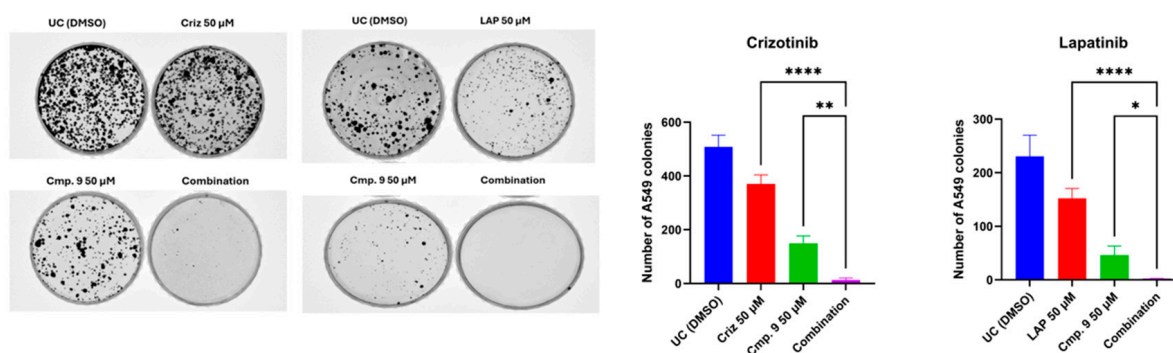 UC (DMSO) Criz 50 µM
Cmp. 9 50 µM Combination
UC (DMSO) LAP 50 µM
Cmp. 9 50 µM Combination
Crizotinib
****
**
Number of A549 colonies
600
400
200
0
UC (DMSO)
Criz 50 µM
Cmp. 9 50 µM
Combination
Lapatinib
****
*
Number of A549 colonies
300
200
100
0
UC (DMSO)
LAP 50 µM
Cmp. 9 50 µM
Combination